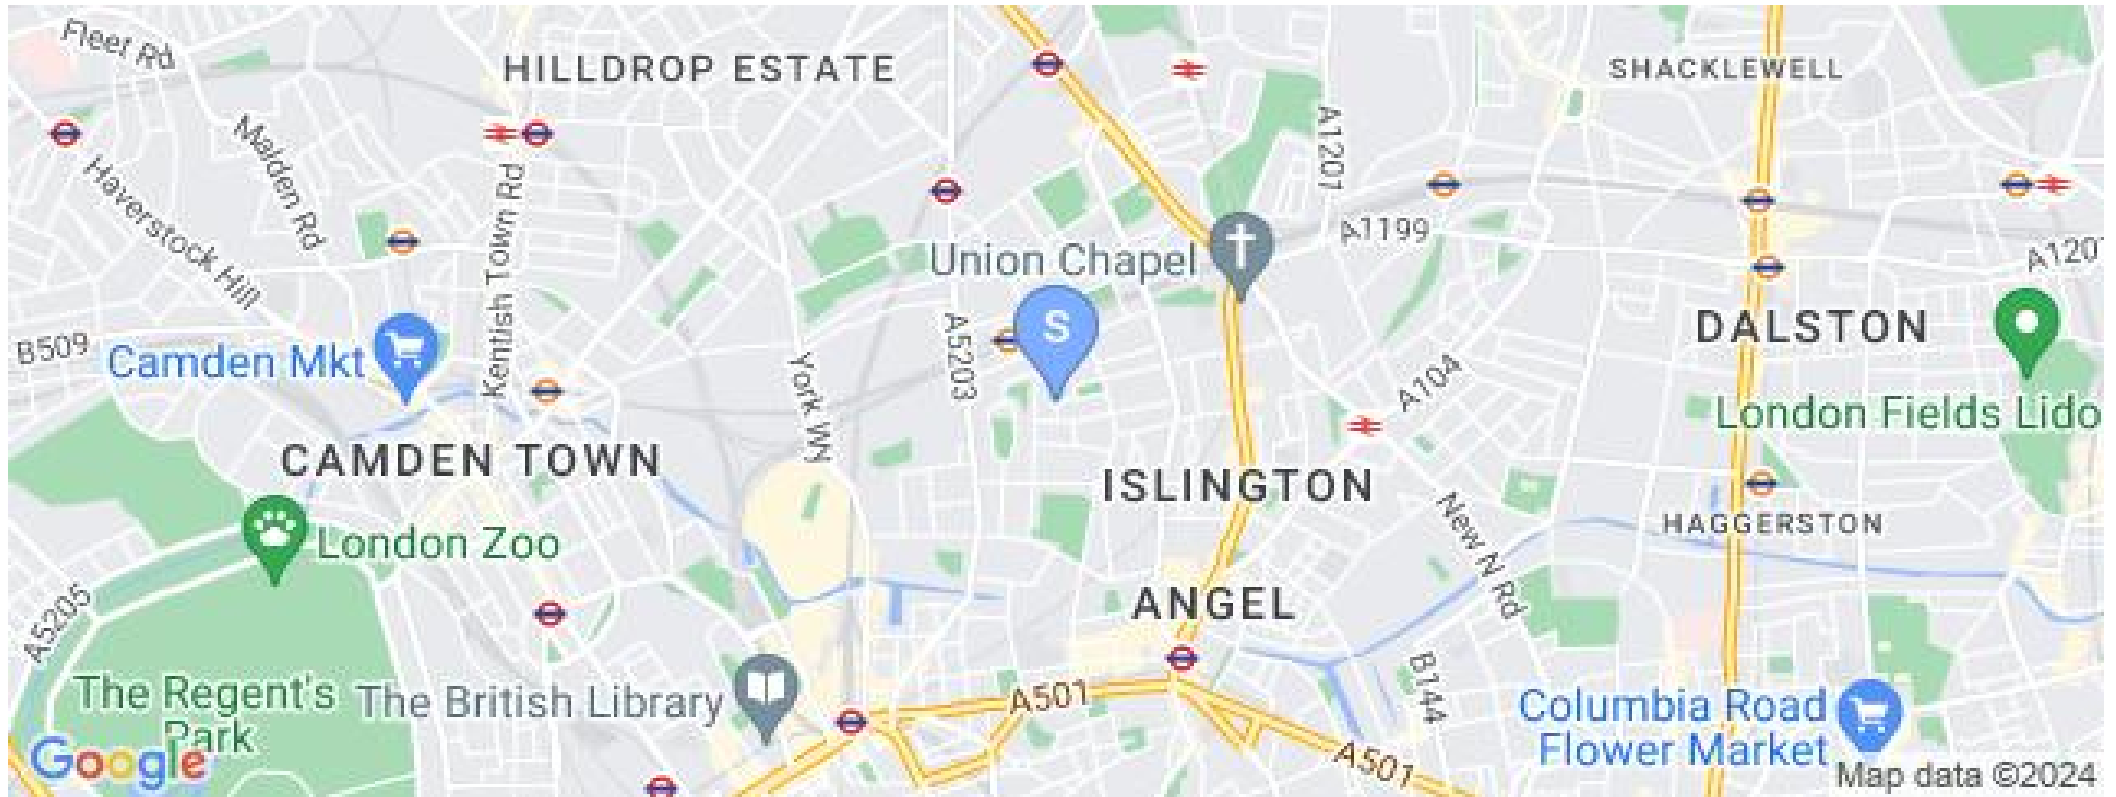 Fleet Rd
HILLDROP ESTATE
SHACKLEWELL
Malden Rd
A1201
Haverstock Hill
Kentish Town Rd
A1199
Union Chapel
A1207
S
B509
Camden Mkt
A5203
York Wy
DALSTON
A104
London Fields Lido
CAMDEN TOWN
ISLINGTON
New N Rd
HAGGERSTON
London Zoo
A5205
ANGEL
The Regent's
Park
The British Library
A501
B144
Columbia Road
Flower Market
A501
Google
Map data ©2024